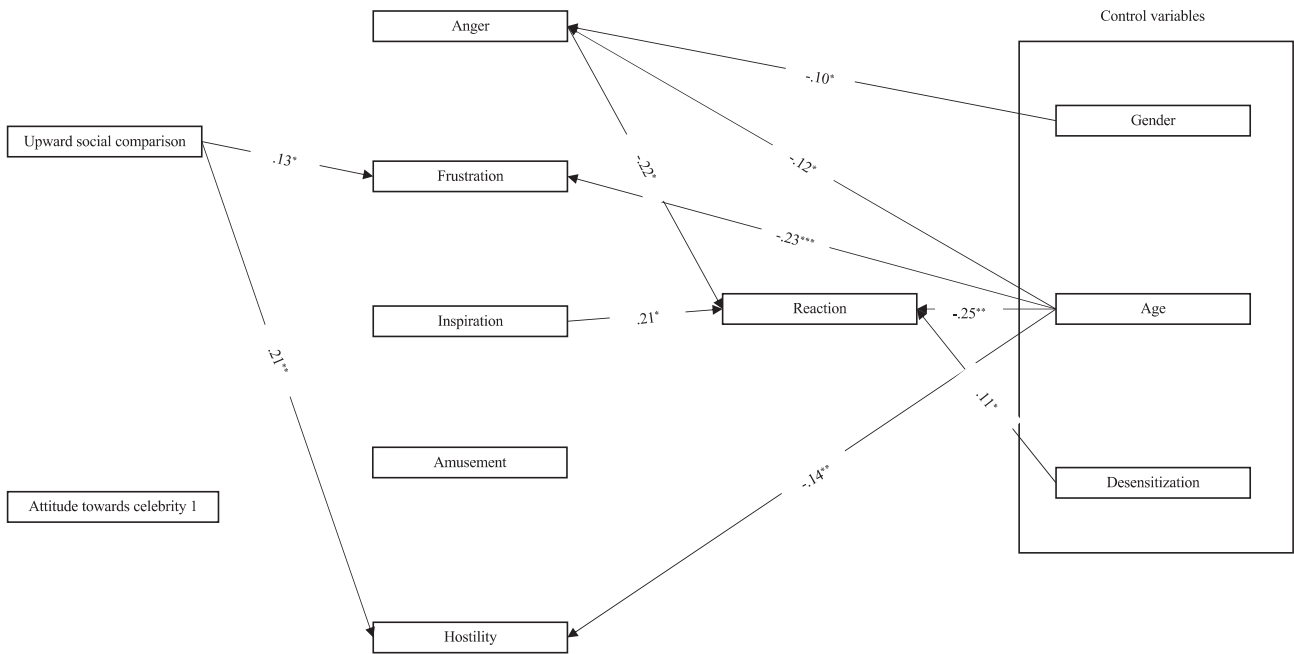 Control variables
Anger
-.10*
Gender
Upward social comparison
.13*
-.22*
-.12*
Frustration
-.23***
Inspiration
.21*
Reaction
-.25**
Age
.21**
.11*
Amusement
-.14**
Desensitization
Attitude towards celebrity 1
Hostility